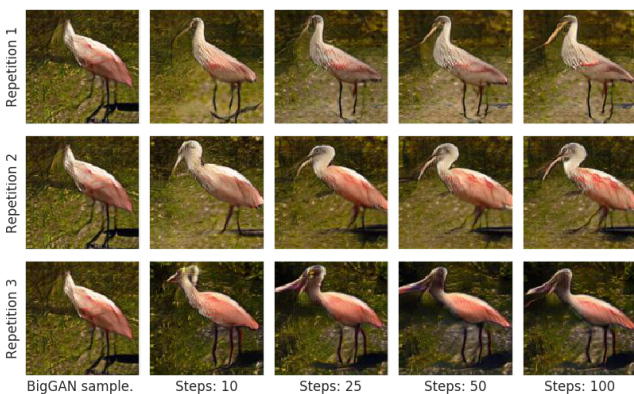 Repetition 1
Repetition 2
Repetition 3
BigGAN sample. Steps: 10 Steps: 25 Steps: 50 Steps: 100